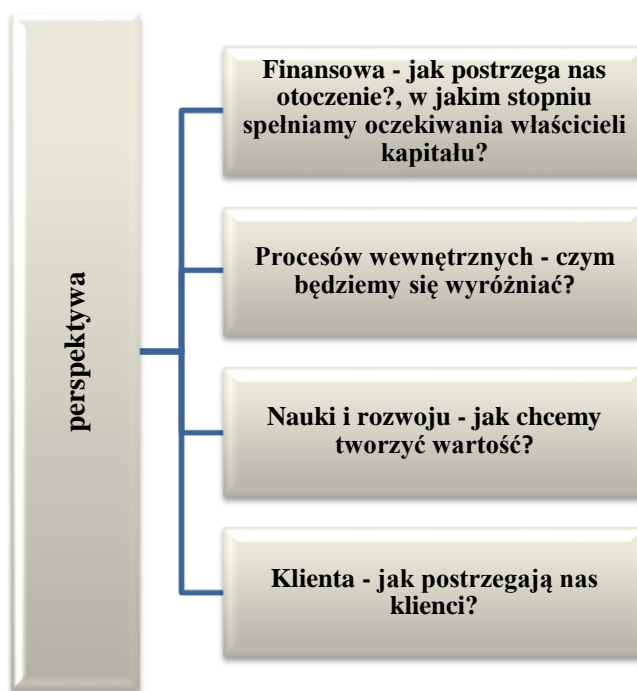 perspektywa
Finansowa - jak postrzega nas
otoczenie?, w jakim stopniu
spełniamy oczekiwania właścicieli
kapitału?
Procesów wewnętrznych - czym
będziemy się wyróżniać?
Nauki i rozwoju - jak chcemy
tworzyć wartość?
Klienta - jak postrzegają nas
klienci?